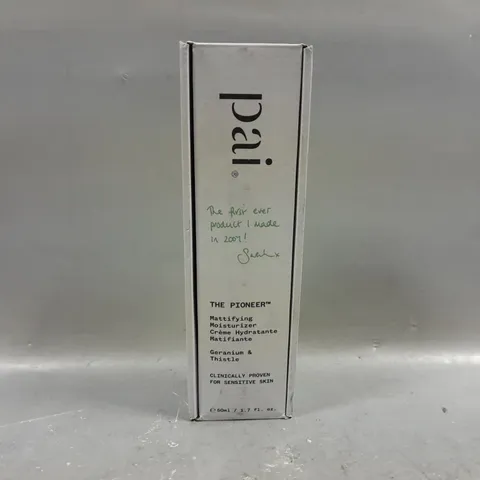 pai.®
The first ever
product I made
in 2007!
THE PIONEER™
Mattifying
Moisturizer
Crème Hydratante
Matifiante
Geranium &
Thistle
CLINICALLY PROVEN
FOR SENSITIVE SKIN
50ml / 1.7 fl. oz.